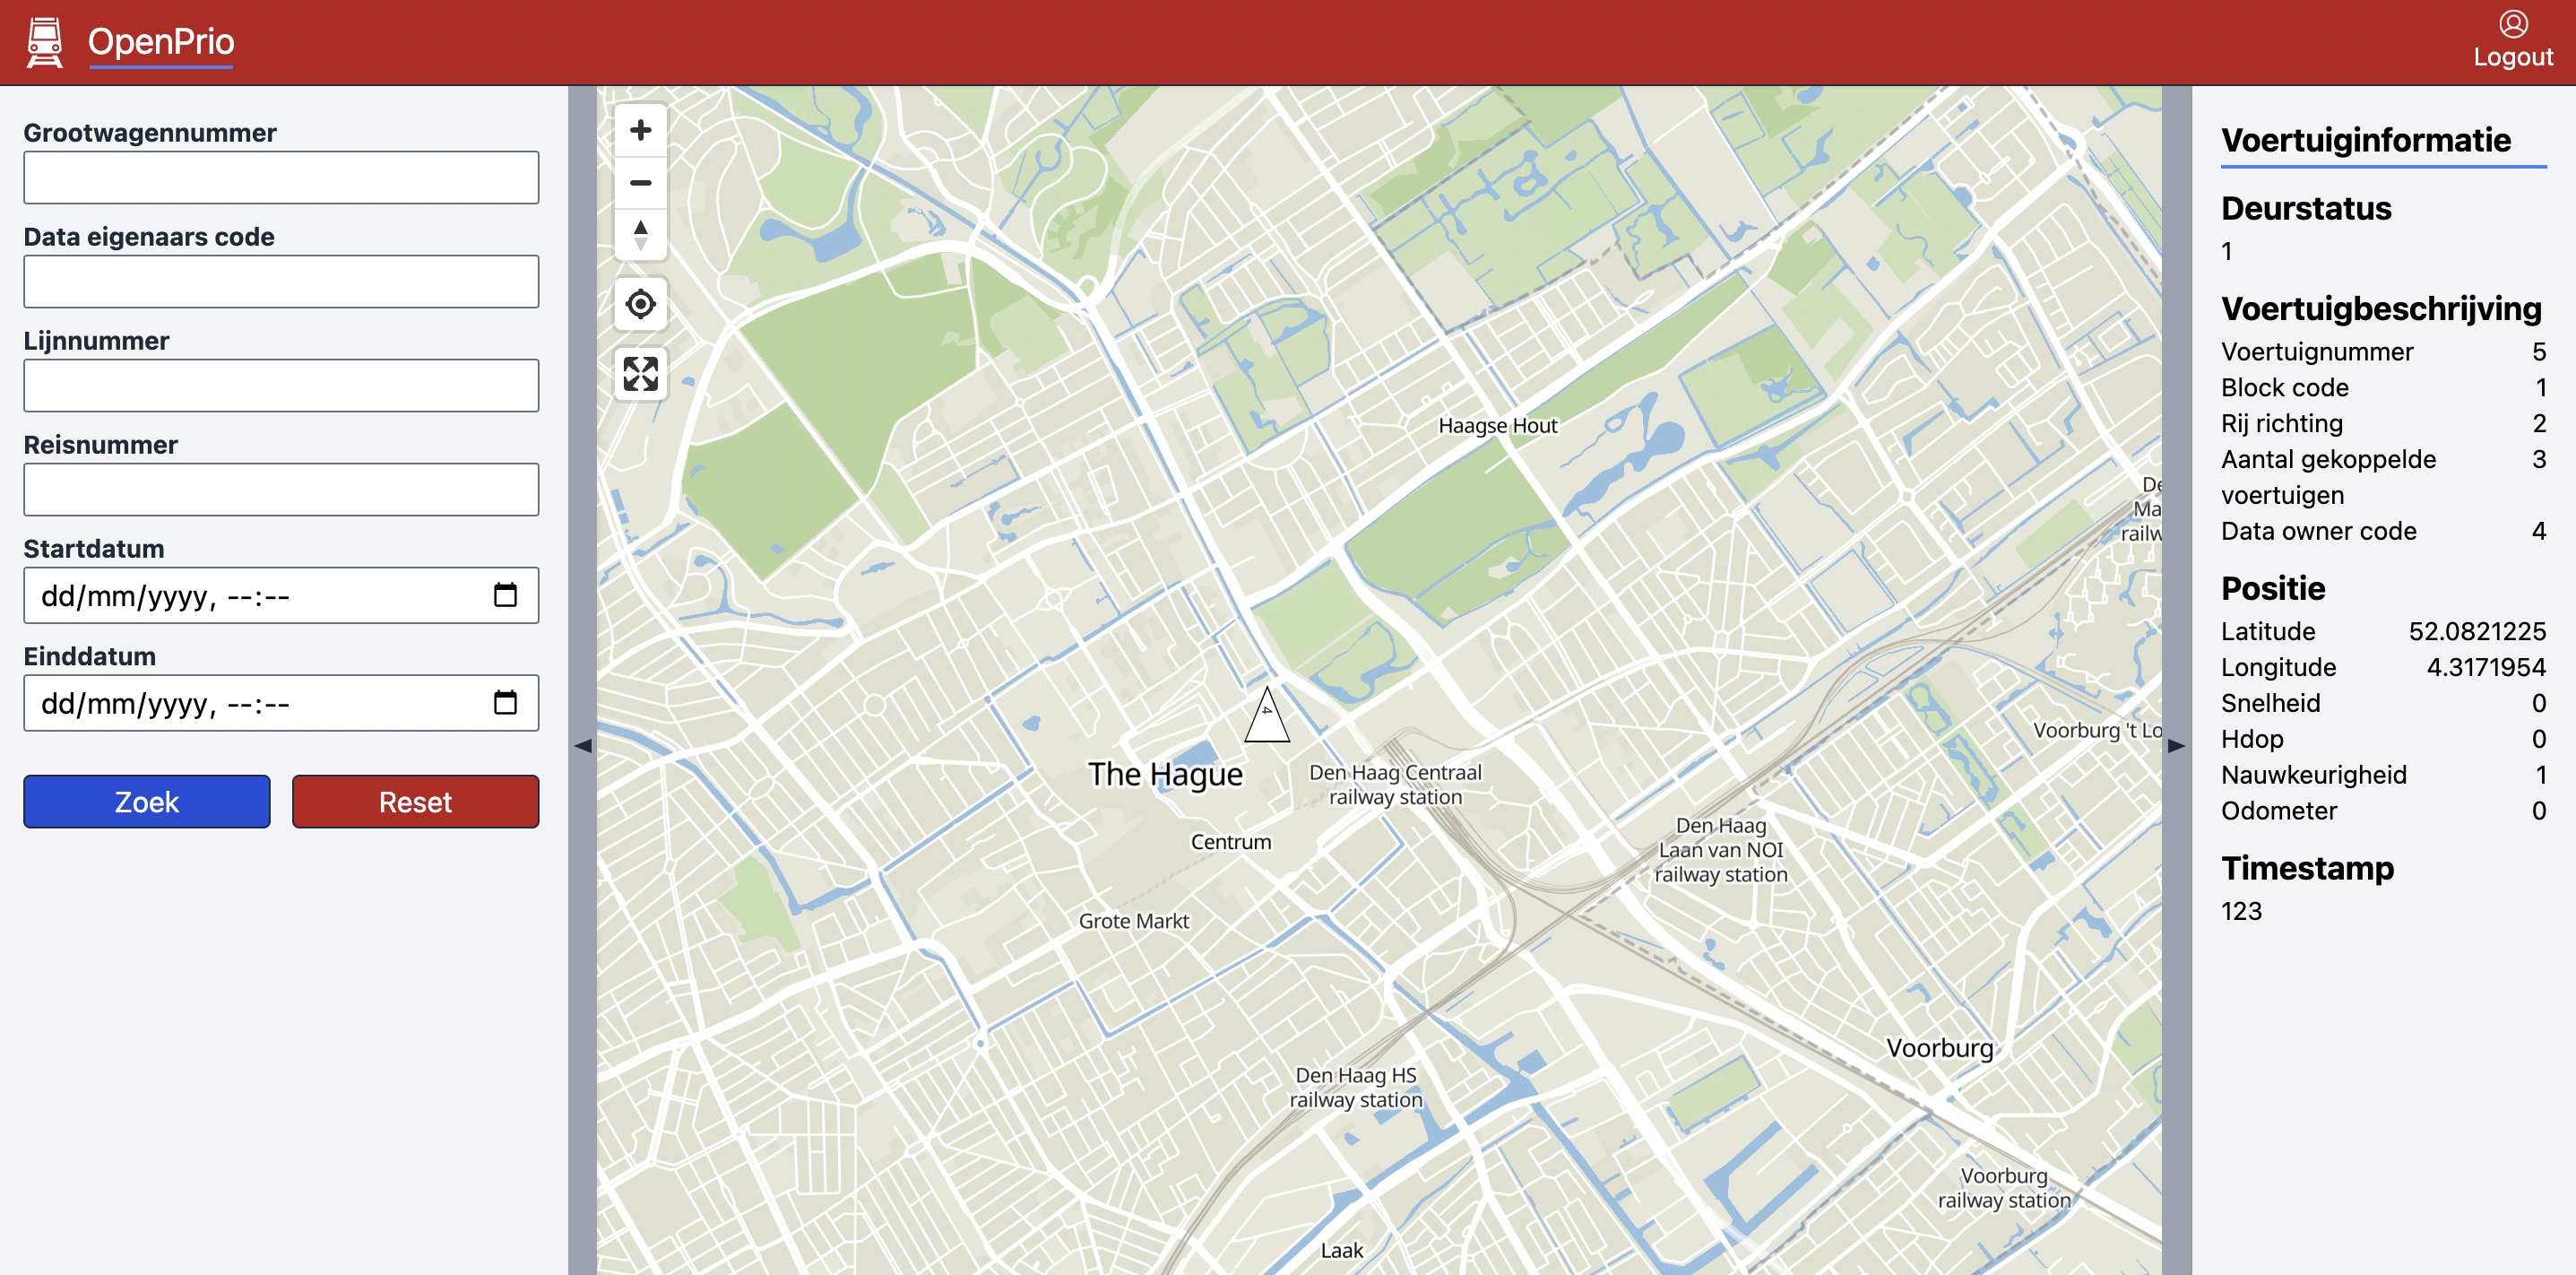 OpenPrio
Logout
Grootwagennummer
Data eigenaars code
Lijnnummer
Reisnummer
Startdatum
dd/mm/yyyy, --:--
Einddatum
dd/mm/yyyy, --:--
Zoek
Reset
Haagse Hout
De
Ma
railw
4
Voorburg 't Lo
The Hague
Den Haag Centraal
railway station
Centrum
Den Haag
Laan van NOI
railway station
Grote Markt
Voorburg
Den Haag HS
railway station
Voorburg
railway station
Laak
Voertuiginformatie
Deurstatus
1
Voertuigbeschrijving
Voertuignummer 5
Block code 1
Rij richting 2
Aantal gekoppelde 3
voertuigen
Data owner code 4
Positie
Latitude 52.0821225
Longitude 4.3171954
Snelheid 0
Hdop 0
Nauwkeurigheid 1
Odometer 0
Timestamp
123